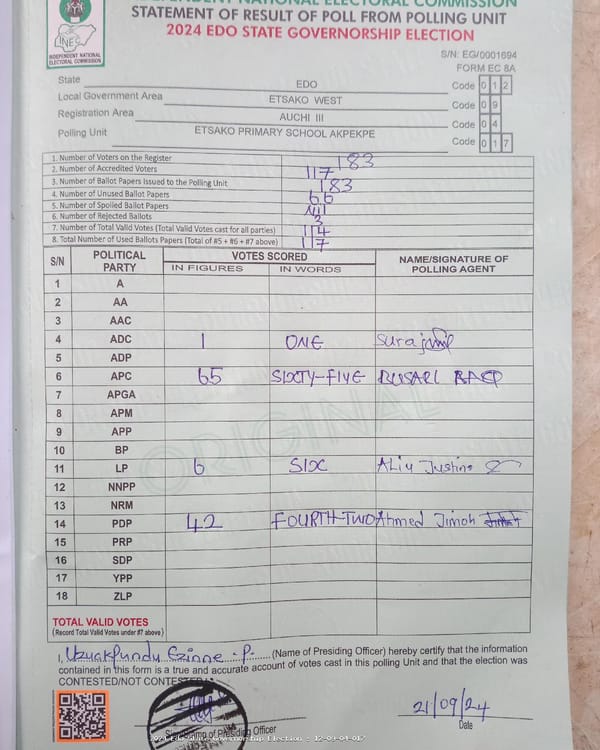 INDEPENDENT NATIONAL ELECTORAL COMMISSION
STATEMENT OF RESULT OF POLL FROM POLLING UNIT
2024 EDO STATE GOVERNORSHIP ELECTION
INEC
INDEPENDENT NATIONAL
ELECTORAL COMMISSION
S/N: EG/0001694
FORM EC 8A
State EDO Code 0 1 2
Local Government Area ETSAKO WEST Code 0 9
Registration Area AUCHI III Code 0 4
Polling Unit ETSAKO PRIMARY SCHOOL AKPEKPE Code 0 1 7
1. Number of Voters on the Register 183
2. Number of Accredited Voters 117
3. Number of Ballot Papers Issued to the Polling Unit 183
4. Number of Unused Ballot Papers 66
5. Number of Spoiled Ballot Papers Nil
6. Number of Rejected Ballots 3
7. Number of Total Valid Votes (Total Valid Votes cast for all parties) 114
8. Total Number of Used Ballots Papers (Total of #5 + #6 + #7 above) 117
S/N POLITICAL PARTY VOTES SCORED NAME/SIGNATURE OF POLLING AGENT
IN FIGURES IN WORDS
1 A
2 AA
3 AAC
4 ADC 1 ONE Suraj
5 ADP
6 APC 65 SIXTY-FIVE BUSARI
7 APGA
8 APM
9 APP
10 BP
11 LP 6 SIX Aliu Justina
12 NNPP
13 NRM
14 PDP 42 FOURTH-TWO Ahmed Jimoh
15 PRP
16 SDP
17 YPP
18 ZLP
ORIGINAL
TOTAL VALID VOTES
(Record Total Valid Votes under #7 above)
I, Ezinne .P. (Name of Presiding Officer) hereby certify that the information
contained in this form is a true and accurate account of votes cast in this polling Unit and that the election was
CONTESTED/NOT CONTESTED
21/09/24
Date
of Presiding Officer